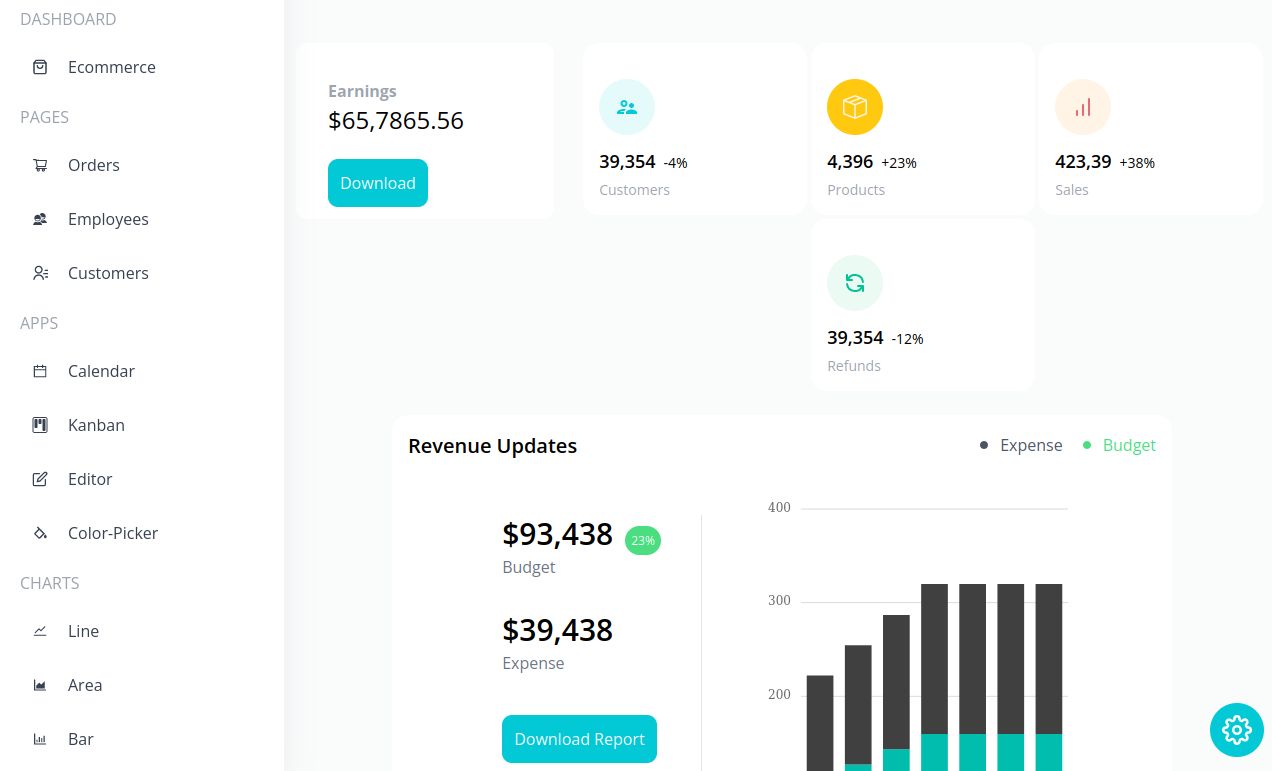 DASHBOARD
Ecommerce
PAGES
Orders
Employees
Customers
APPS
Calendar
Kanban
Editor
Color-Picker
CHARTS
Line
Area
Bar
Earnings
$65,7865.56
Download
39,354 -4%
Customers
4,396 +23%
Products
423,39 +38%
Sales
39,354 -12%
Refunds
Revenue Updates
Expense
Budget
$93,438 23%
Budget
$39,438
Expense
Download Report
400
300
200